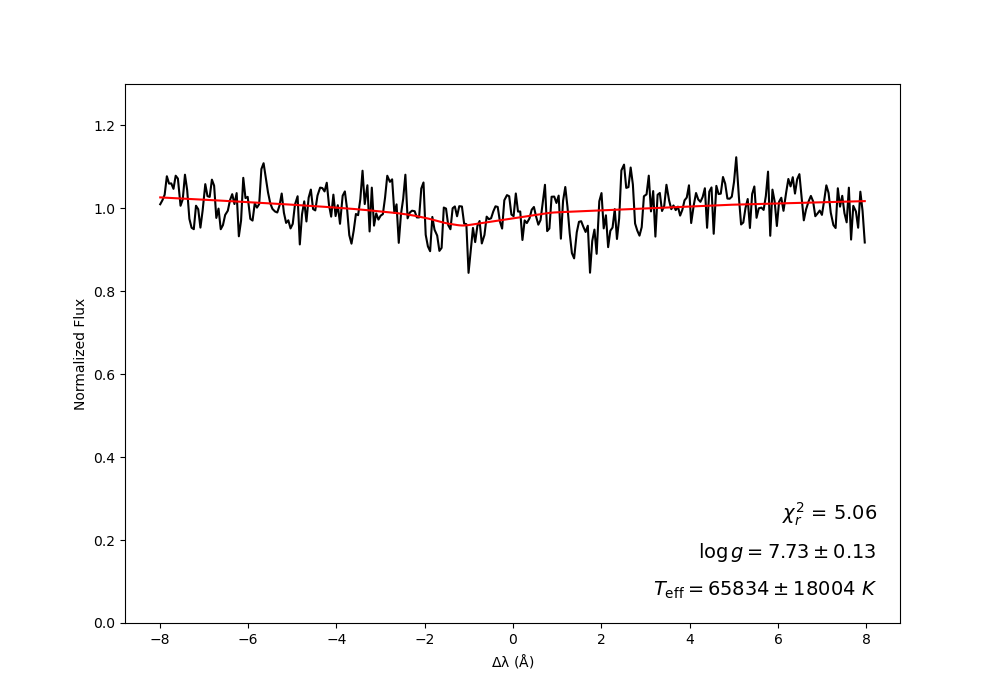 1.2
1.0
0.8
0.6
0.4
0.2
0.0
Normalized Flux
χ²ᵣ = 5.06
log g = 7.73 ± 0.13
T_eff = 65834 ± 18004 K
−8 −6 −4 −2 0 2 4 6 8
Δλ (Å)